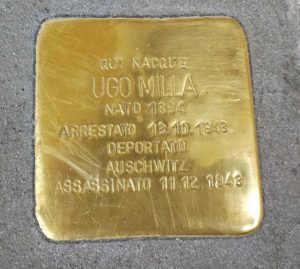 QUI NACQUE
UGO MILLA
NATO 1894
ARRESTATO 13.10.1943
DEPORTATO
AUSCHWITZ
ASSASSINATO 11.12.1943